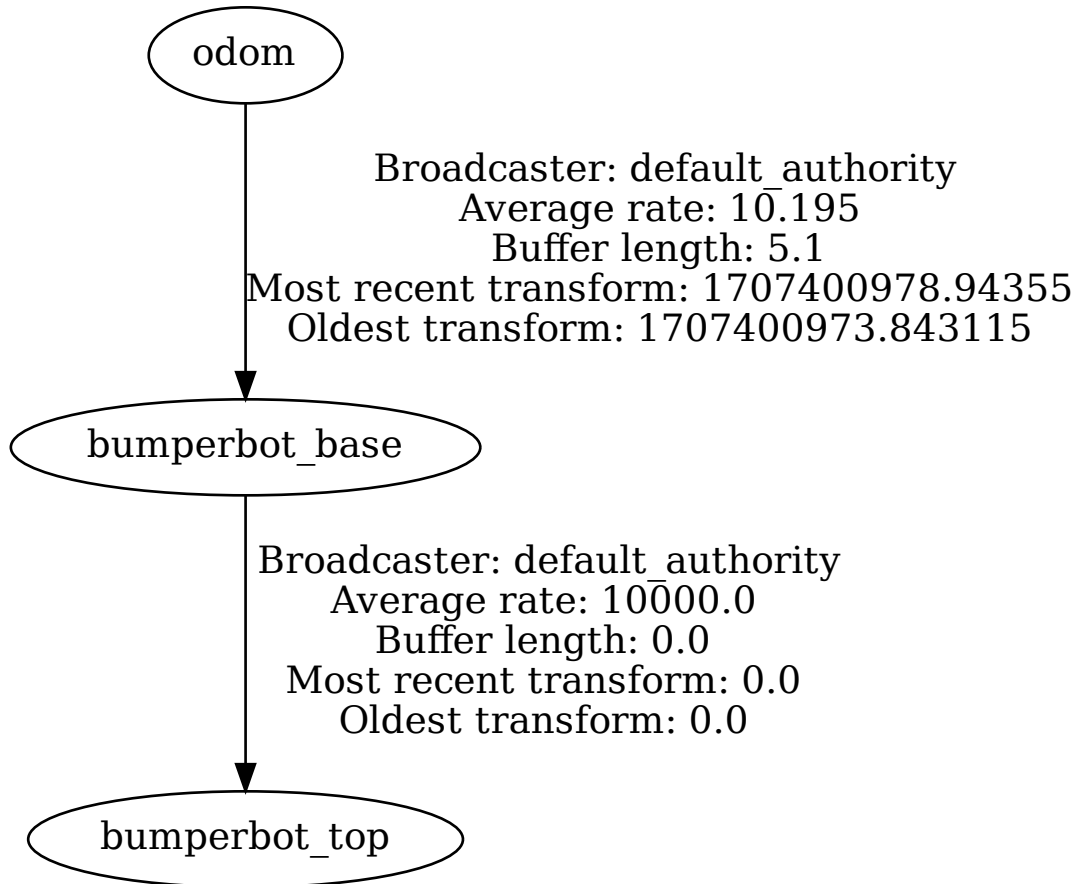 odom
Broadcaster: default_authority
Average rate: 10.195
Buffer length: 5.1
Most recent transform: 1707400978.94355
Oldest transform: 1707400973.843115
bumperbot_base
Broadcaster: default_authority
Average rate: 10000.0
Buffer length: 0.0
Most recent transform: 0.0
Oldest transform: 0.0
bumperbot_top